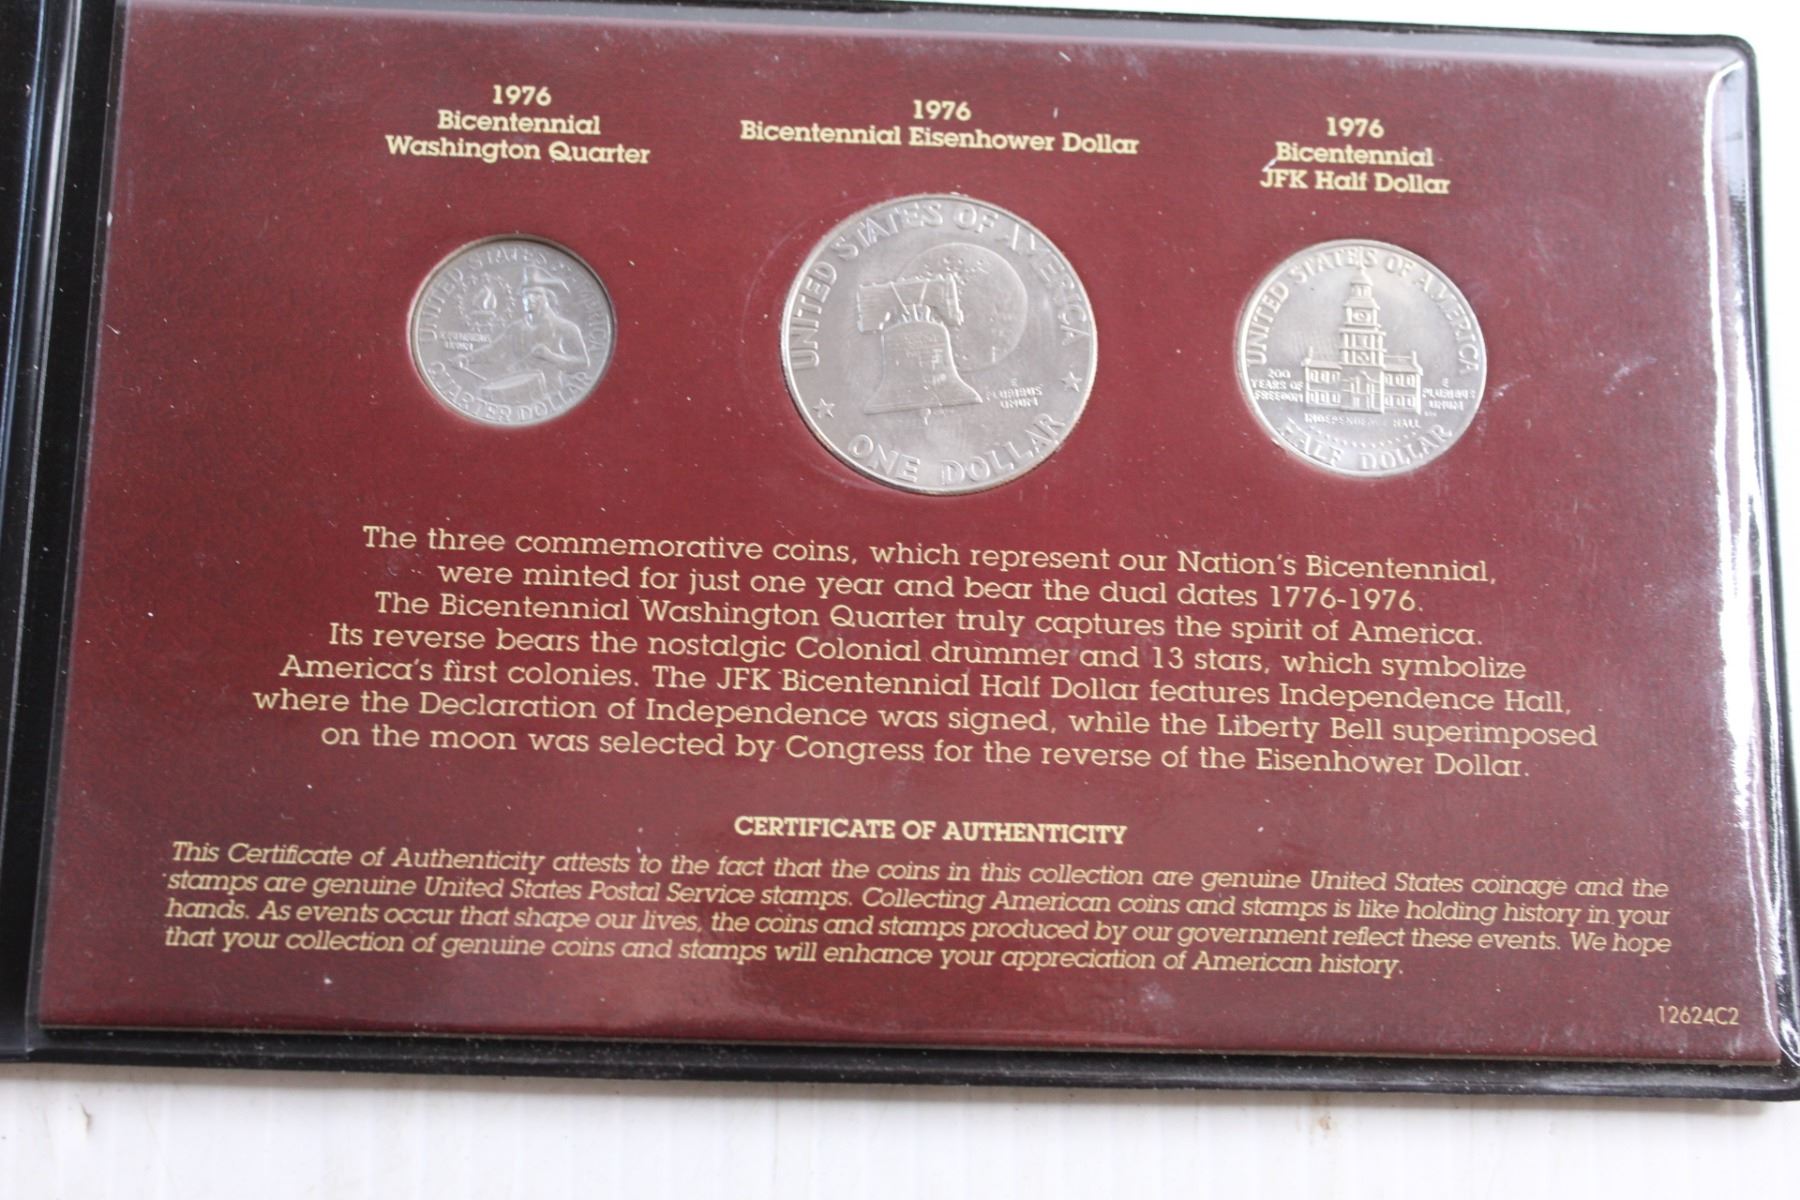 1976
Bicentennial
Washington Quarter
1976
Bicentennial Eisenhower Dollar
1976
Bicentennial
JFK Half Dollar
UNITED STATES OF AMERICA
E PLURIBUS
UNUM
QUARTER DOLLAR
UNITED STATES OF AMERICA
E
PLURIBUS
UNUM
ONE DOLLAR
UNITED STATES OF AMERICA
200
YEARS OF
FREEDOM
E
PLURIBUS
UNUM
INDEPENDENCE HALL
HALF DOLLAR
The three commemorative coins, which represent our Nation's Bicentennial,
were minted for just one year and bear the dual dates 1776-1976.
The Bicentennial Washington Quarter truly captures the spirit of America.
Its reverse bears the nostalgic Colonial drummer and 13 stars, which symbolize
America's first colonies. The JFK Bicentennial Half Dollar features Independence Hall,
where the Declaration of Independence was signed, while the Liberty Bell superimposed
on the moon was selected by Congress for the reverse of the Eisenhower Dollar.
CERTIFICATE OF AUTHENTICITY
This Certificate of Authenticity attests to the fact that the coins in this collection are genuine United States coinage and the
stamps are genuine United States Postal Service stamps. Collecting American coins and stamps is like holding history in your
hands. As events occur that shape our lives, the coins and stamps produced by our government reflect these events. We hope
that your collection of genuine coins and stamps will enhance your appreciation of American history.
12624C2